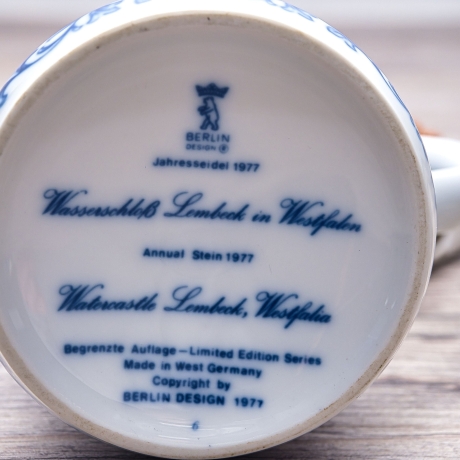 BERLIN
DESIGN ®
Jahresseidel 1977
Wasserschloß Lembeck in Westfalen
Annual Stein 1977
Watercastle Lembeck, Westfalia
Begrenzte Auflage – Limited Edition Series
Made in West Germany
Copyright by
BERLIN DESIGN 1977